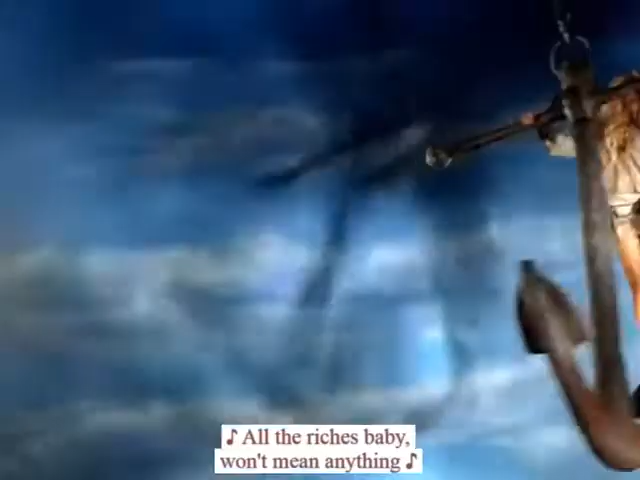 ♪ All the riches baby,
won't mean anything ♪